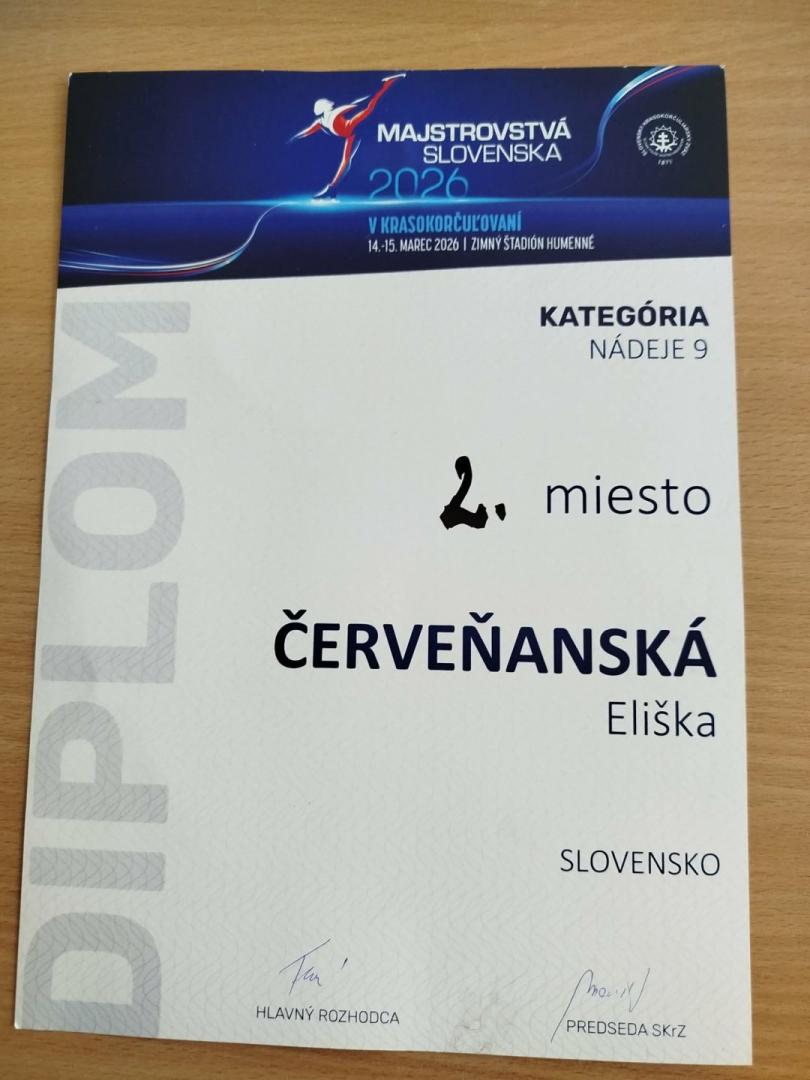 MAJSTROVSTVÁ
SLOVENSKA
2026
V KRASOKORČUĽOVANÍ
14.-15. MAREC 2026 | ZIMNÝ ŠTADIÓN HUMENNÉ
KATEGÓRIA
NÁDEJE 9
2. miesto
ČERVEŇANSKÁ
Eliška
SLOVENSKO
HLAVNÝ ROZHODCA
PREDSEDA SKrZ
DIPLOM